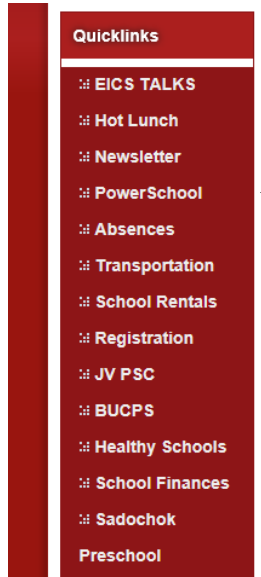 Quicklinks
EICS TALKS
Hot Lunch
Newsletter
PowerSchool
Absences
Transportation
School Rentals
Registration
JV PSC
BUCPS
Healthy Schools
School Finances
Sadochok
Preschool